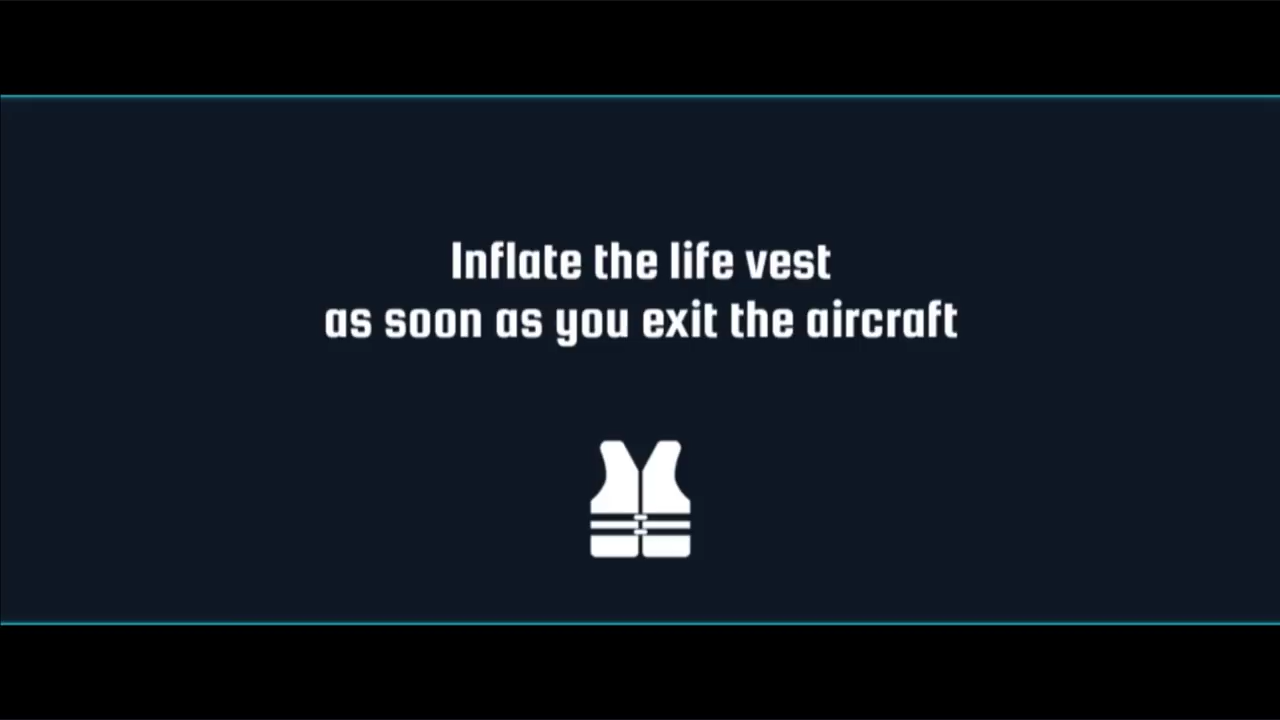 Inflate the life vest
as soon as you exit the aircraft